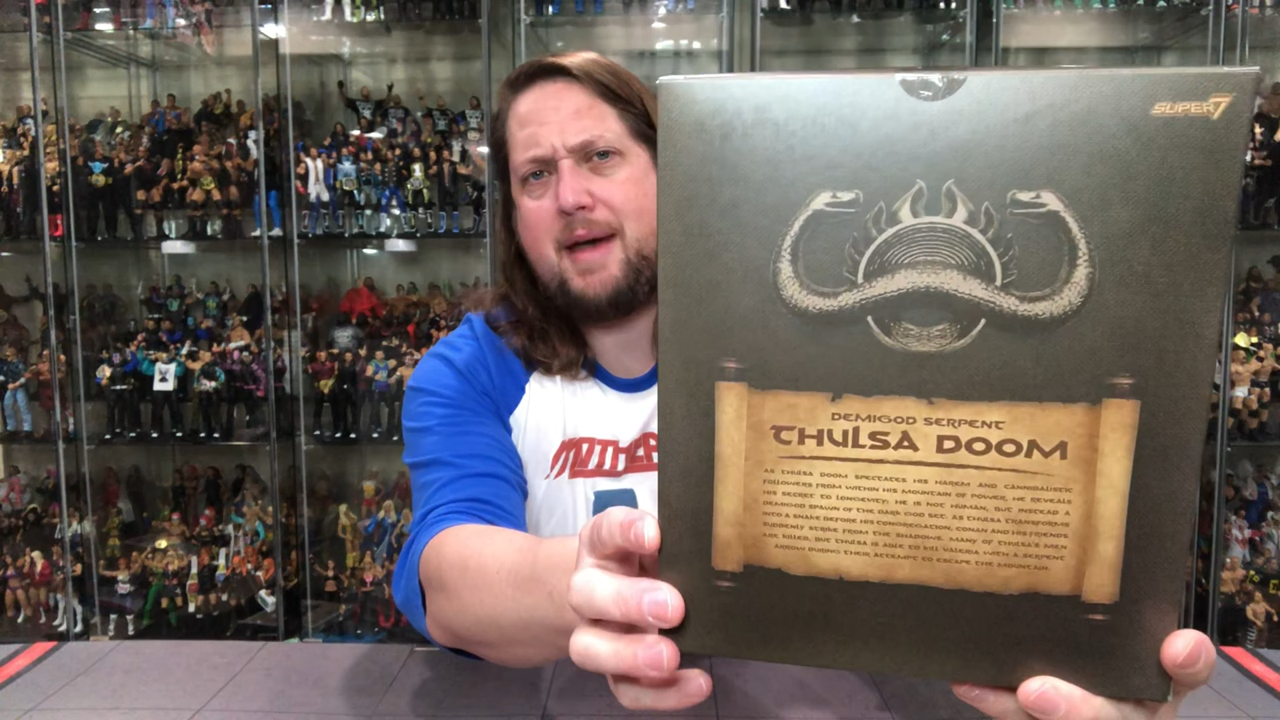 SUPER7
DEMIGOD SERPENT
THULSA DOOM
AS THULSA DOOM SPECTATES HIS HAREM AND CANNIBALISTIC
FOLLOWERS FROM WITHIN HIS MOUNTAIN OF POWER, HE REVEALS
HIS SECRET TO LONGEVITY: HE IS NOT HUMAN, BUT INSTEAD A
DEMIGOD SPAWN OF THE DARK GOD SET. AS THULSA TRANSFORMS
INTO A SNAKE BEFORE HIS CONGREGATION, CONAN AND HIS FRIENDS
SUDDENLY STRIKE FROM THE SHADOWS. MANY OF THULSA'S MEN
ARE KILLED, BUT THULSA IS ABLE TO KILL VALERIA WITH A SERPENT
ARROW DURING THEIR ATTEMPT TO ESCAPE THE MOUNTAIN.